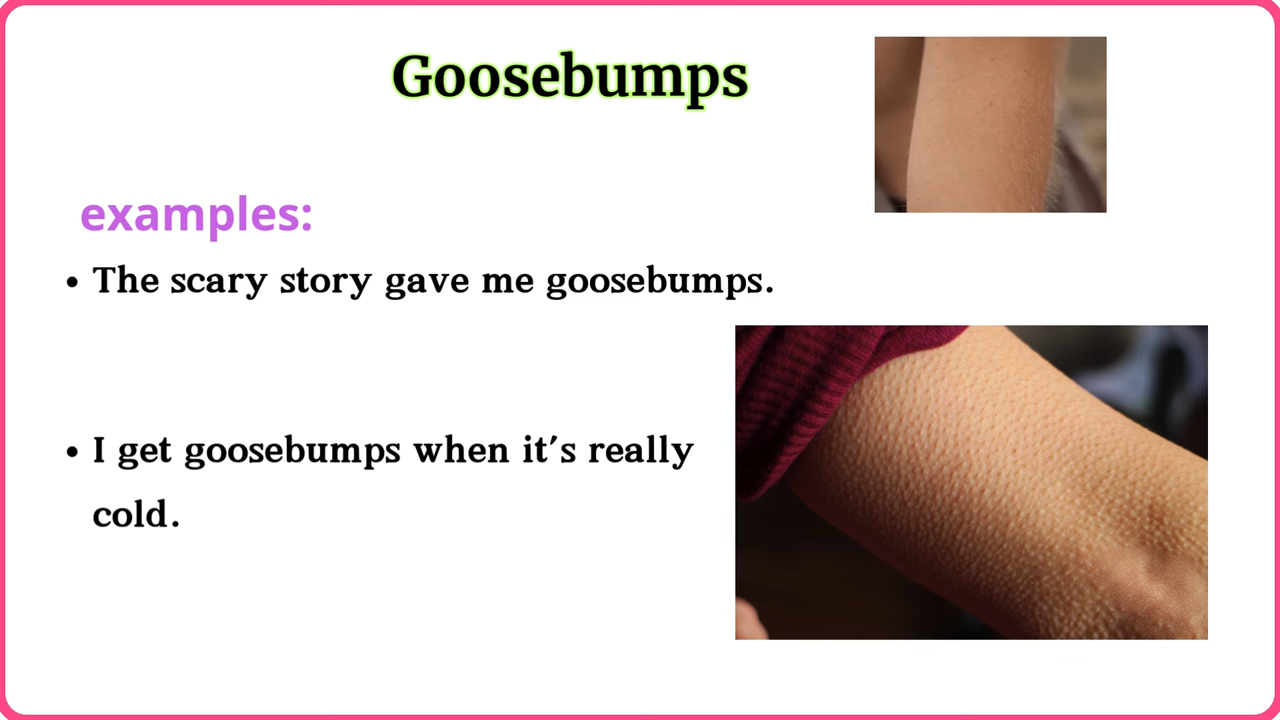 Goosebumps
examples:
• The scary story gave me goosebumps.
• I get goosebumps when it's really
cold.